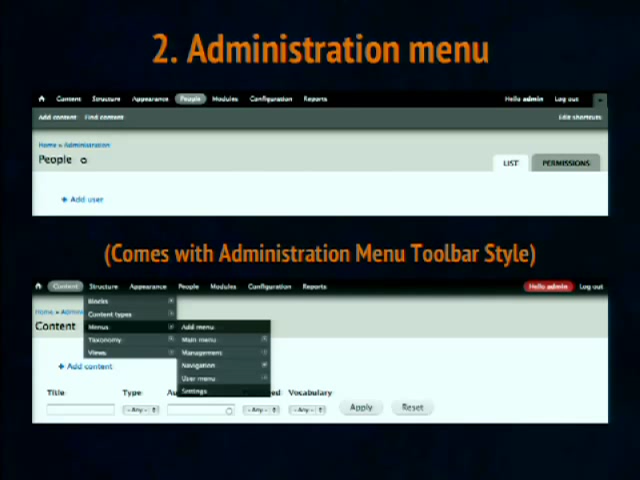 2. Administration menu
Content Structure Appearance People Modules Configuration Reports Hello admin Log out
Add content Find content Edit shortcuts
Home » Administration
People LIST PERMISSIONS
+ Add user
(Comes with Administration Menu Toolbar Style)
Content Structure Appearance People Modules Configuration Reports Hello admin Log out
Blocks
Home » Admin Content types
Content Menus Add menu
Taxonomy Main menu
Views Management
+ Add content Navigation
User menu
Title Type Au Settings Vocabulary
- Any - - Any - - Any - Apply Reset